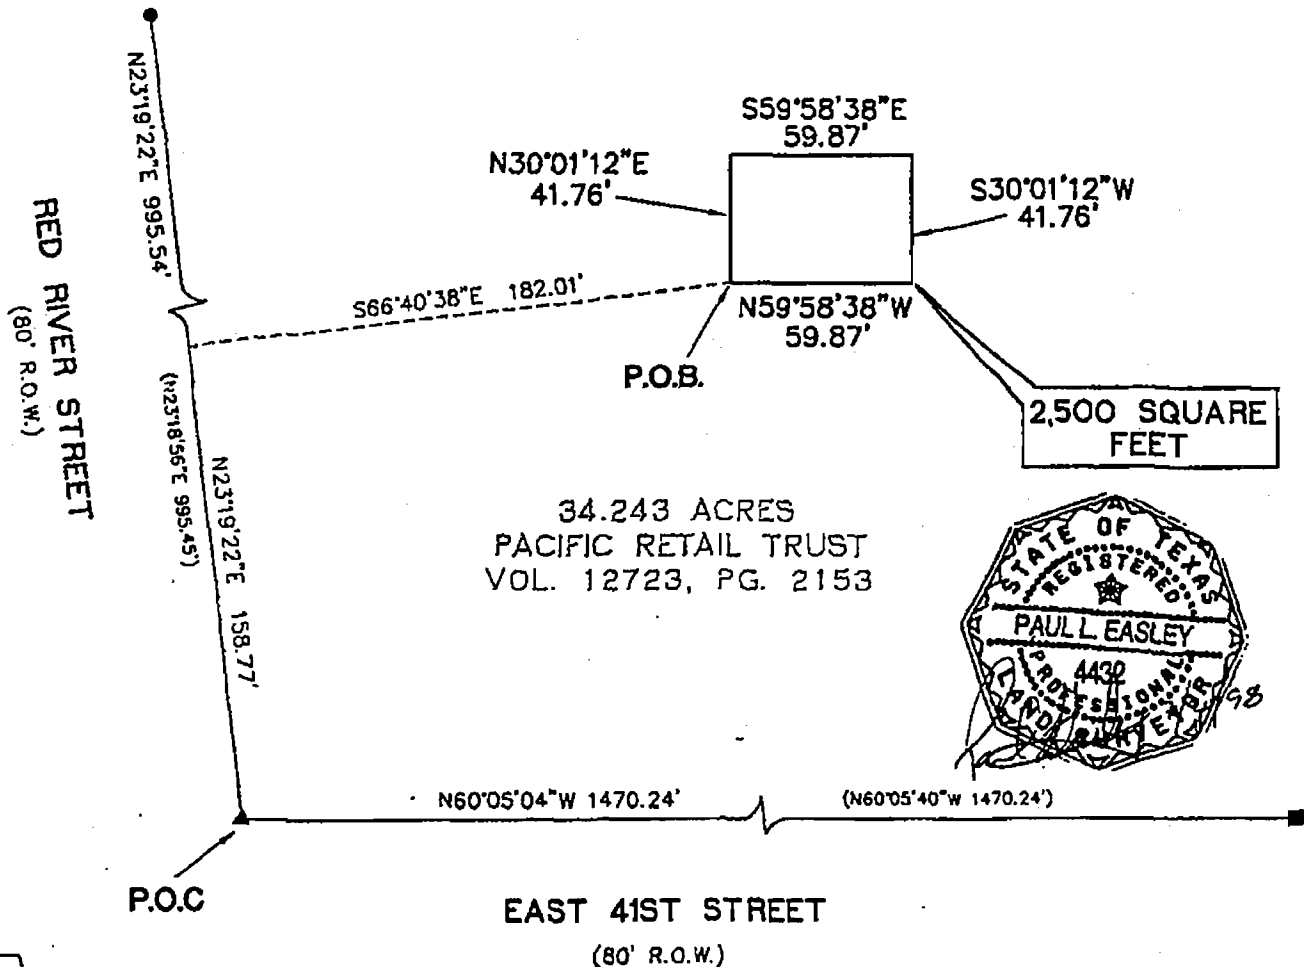 N23°19'22"E 995.54'
S59°58'38"E
59.87'
N30°01'12"E
41.76'
S30°01'12"W
41.76'
RED RIVER STREET
(80' R.O.W.)
S66°40'38"E 182.01'
N59°58'38"W
59.87'
P.O.B.
2,500 SQUARE
FEET
(N23°18'56"E 995.45')
N23°19'22"E 158.77'
34.243 ACRES
PACIFIC RETAIL TRUST
VOL. 12723, PG. 2153
STATE OF TEXAS
REGISTERED
PAUL L. EASLEY
4432
PROFESSIONAL
LAND SURVEYOR
98
N60°05'04"W 1470.24'
(N60°05'40"W 1470.24')
P.O.C
EAST 41ST STREET
(80' R.O.W.)